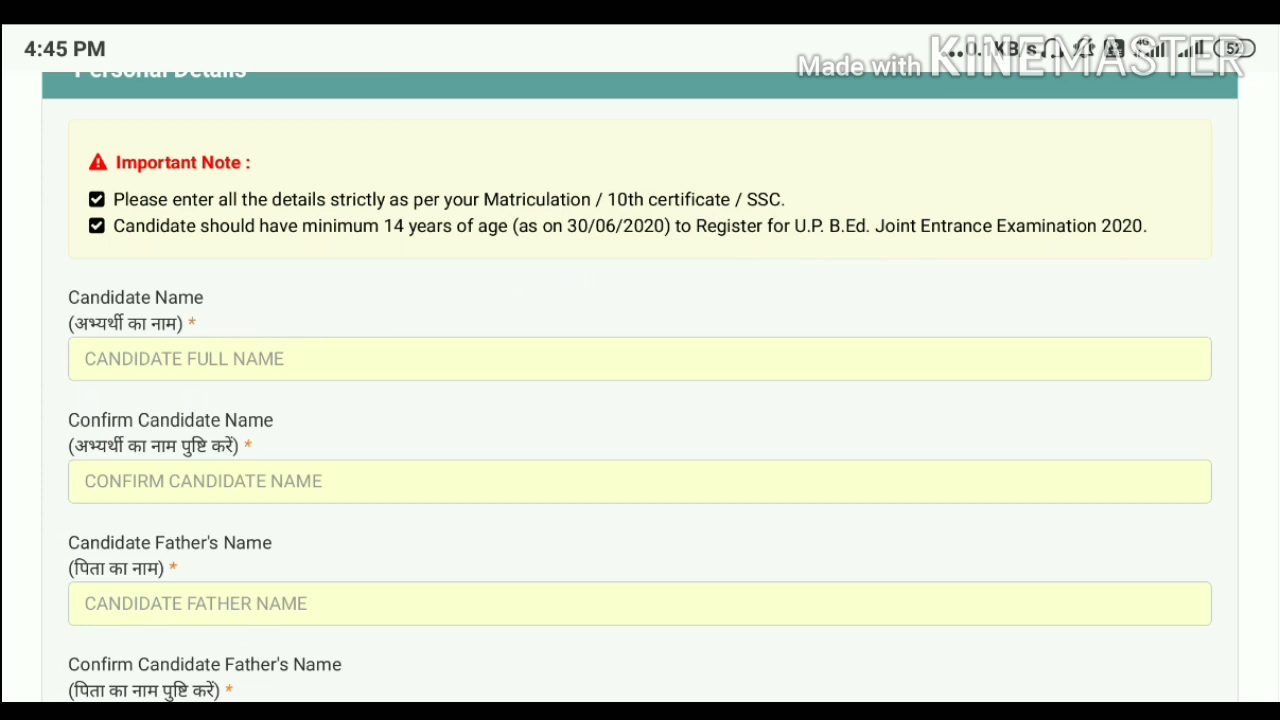 4:45 PM
Made with KINEMASTER
Personal Details
Important Note :
Please enter all the details strictly as per your Matriculation / 10th certificate / SSC.
Candidate should have minimum 14 years of age (as on 30/06/2020) to Register for U.P. B.Ed. Joint Entrance Examination 2020.
Candidate Name
(अभ्यर्थी का नाम) *
CANDIDATE FULL NAME
Confirm Candidate Name
(अभ्यर्थी का नाम पुष्टि करें) *
CONFIRM CANDIDATE NAME
Candidate Father's Name
(पिता का नाम) *
CANDIDATE FATHER NAME
Confirm Candidate Father's Name
(पिता का नाम पुष्टि करें) *